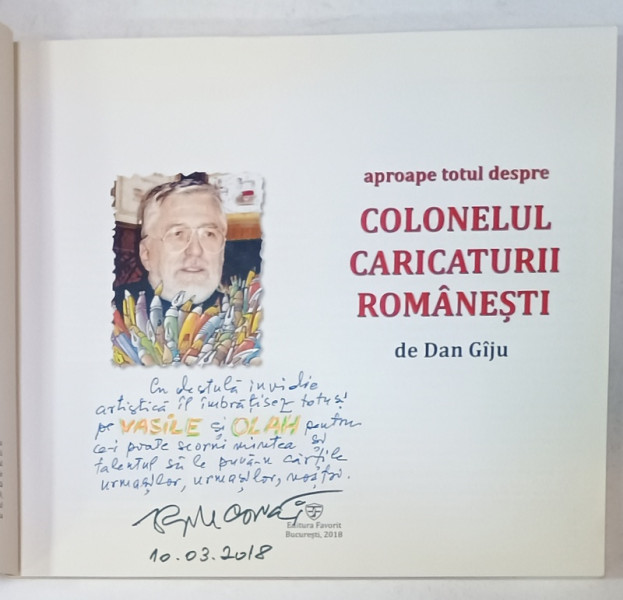 aproape totul despre
COLONELUL
CARICATURII
ROMÂNEȘTI
de Dan Gîju
Cu destulă invidie
artistică îl îmbrățișez totuși
pe VASILE și OLAH pentru
ce-i poate scorni mintea și
talentul să le pună-n cărțile
urmașilor, urmașilor, noștri.
Editura Favorit
București, 2018
10.03.2018